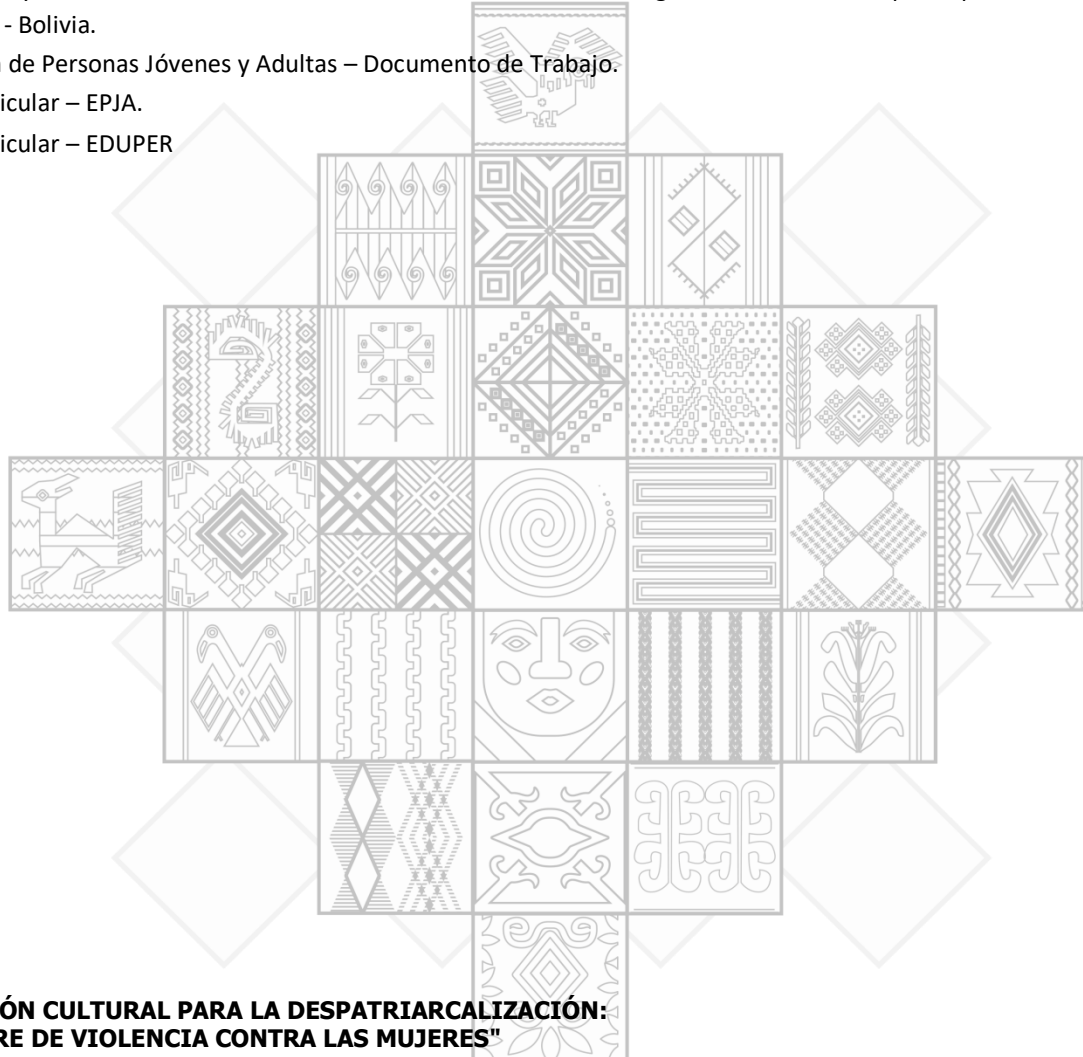 - Bolivia.
de Personas Jóvenes y Adultas – Documento de Trabajo.
icular – EPJA.
icular – EDUPER
ÓN CULTURAL PARA LA DESPATRIARCALIZACIÓN:
RE DE VIOLENCIA CONTRA LAS MUJERES"